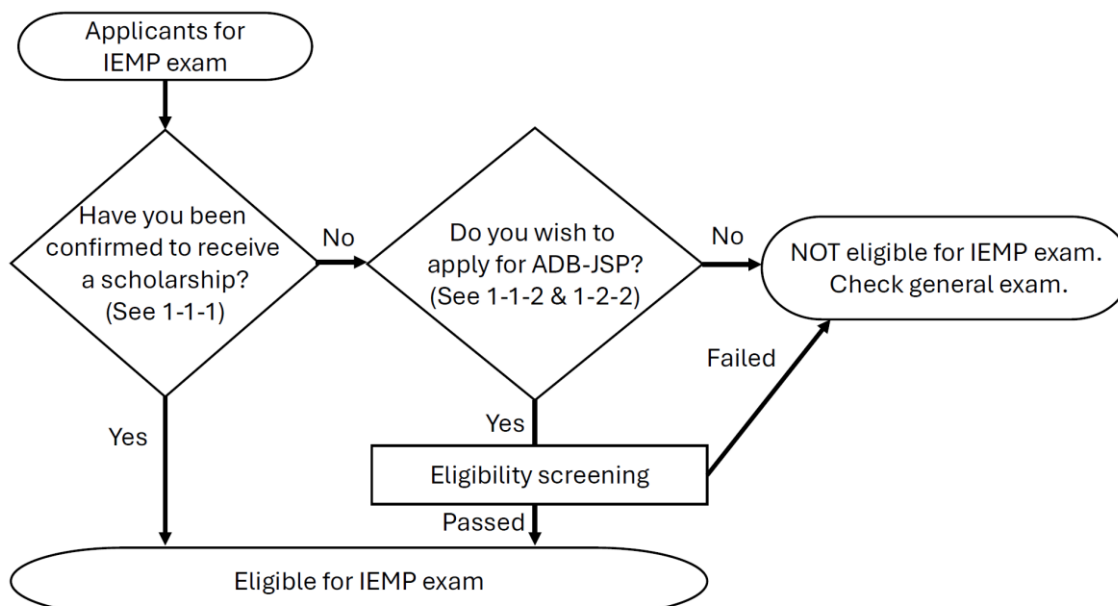 Applicants for
IEMP exam
Have you been
confirmed to receive
a scholarship?
(See 1-1-1)
No
Do you wish to
apply for ADB-JSP?
(See 1-1-2 & 1-2-2)
No
NOT eligible for IEMP exam.
Check general exam.
Failed
Yes
Yes
Eligibility screening
Passed
Eligible for IEMP exam